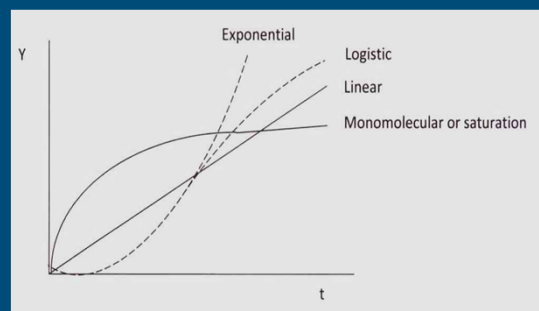 Exponential
Y
Logistic
Linear
Monomolecular or saturation
t